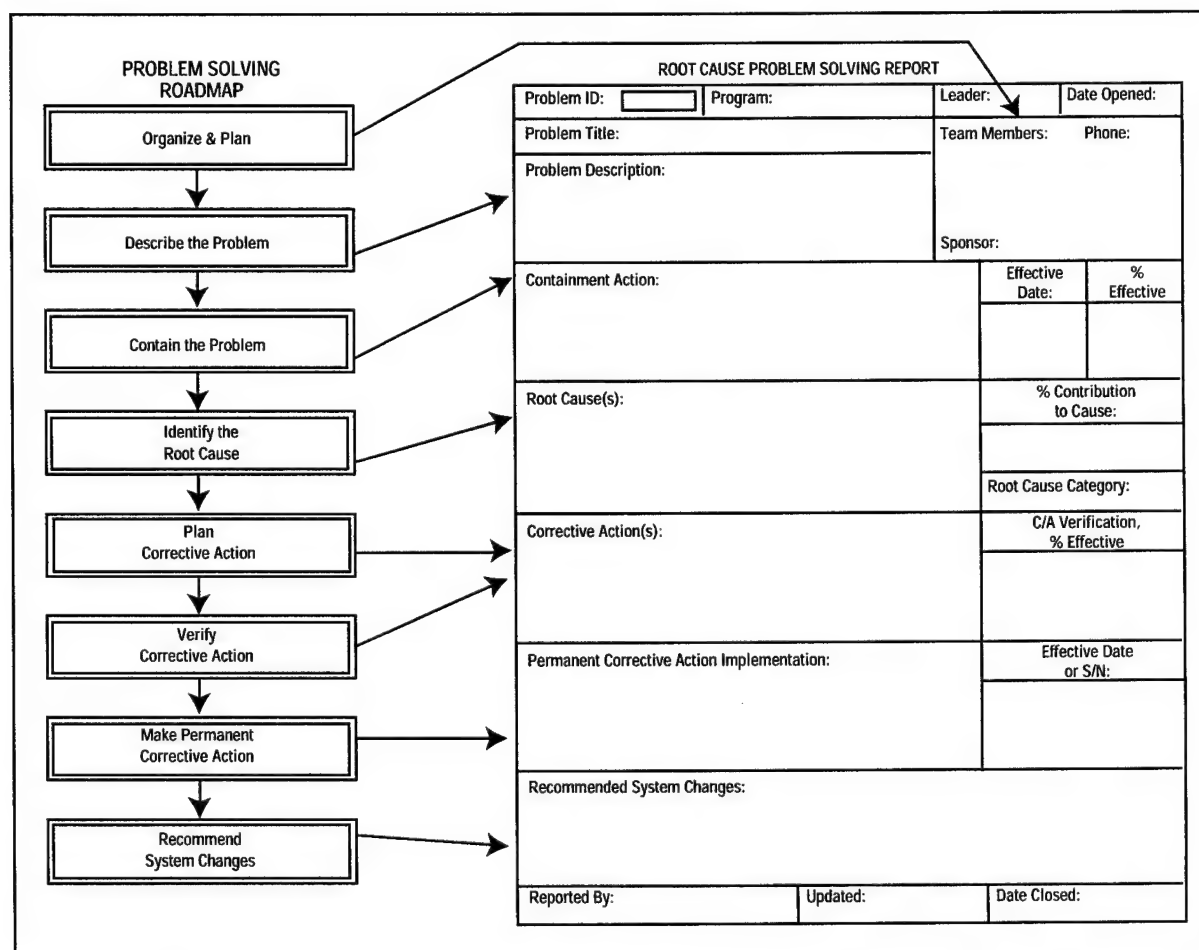 PROBLEM SOLVING
ROADMAP
Organize & Plan
Describe the Problem
Contain the Problem
Identify the
Root Cause
Plan
Corrective Action
Verify
Corrective Action
Make Permanent
Corrective Action
Recommend
System Changes
ROOT CAUSE PROBLEM SOLVING REPORT
Problem ID: Program: Leader: Date Opened:
Problem Title:
Team Members: Phone:
Problem Description:
Sponsor:
Containment Action:
Effective
Date:
%
Effective
Root Cause(s):
% Contribution
to Cause:
Root Cause Category:
Corrective Action(s):
C/A Verification,
% Effective
Permanent Corrective Action Implementation:
Effective Date
or S/N:
Recommended System Changes:
Reported By: Updated: Date Closed: